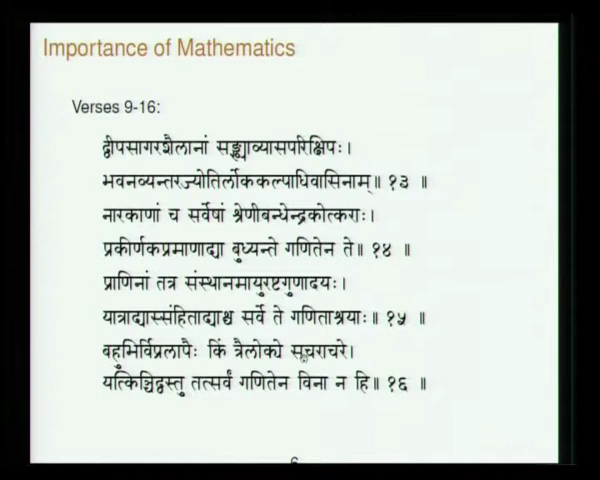 Importance of Mathematics
Verses 9-16:
द्वीपसागरशैलानां सङ्ख्याव्यासपरिक्षिपः।
भवनव्यन्तरज्योतिर्लोककल्पाधिवासिनाम्॥ १३ ॥
नारकाणां च सर्वेषां श्रेणीबन्धेन्द्रकोत्कराः।
प्रकीर्णकप्रमाणाद्या बुध्यन्ते गणितेन ते॥ १४ ॥
प्राणिनां तत्र संस्थानमायुरष्टगुणादयः।
यात्राद्यास्संहिताद्याश्च सर्वे ते गणिताश्रयाः॥ १५ ॥
बहुभिर्विप्रलापैः किं त्रैलोक्ये सचराचरे।
यत्किञ्चिद्वस्तु तत्सर्वं गणितेन विना न हि॥ १६ ॥
6